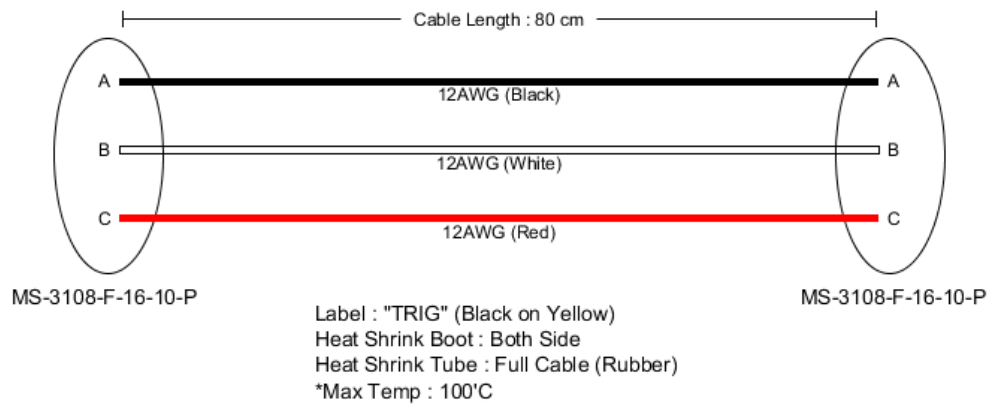 Cable Length : 80 cm
A
A
12AWG (Black)
B
B
12AWG (White)
C
C
12AWG (Red)
MS-3108-F-16-10-P
MS-3108-F-16-10-P
Label : "TRIG" (Black on Yellow)
Heat Shrink Boot : Both Side
Heat Shrink Tube : Full Cable (Rubber)
*Max Temp : 100'C